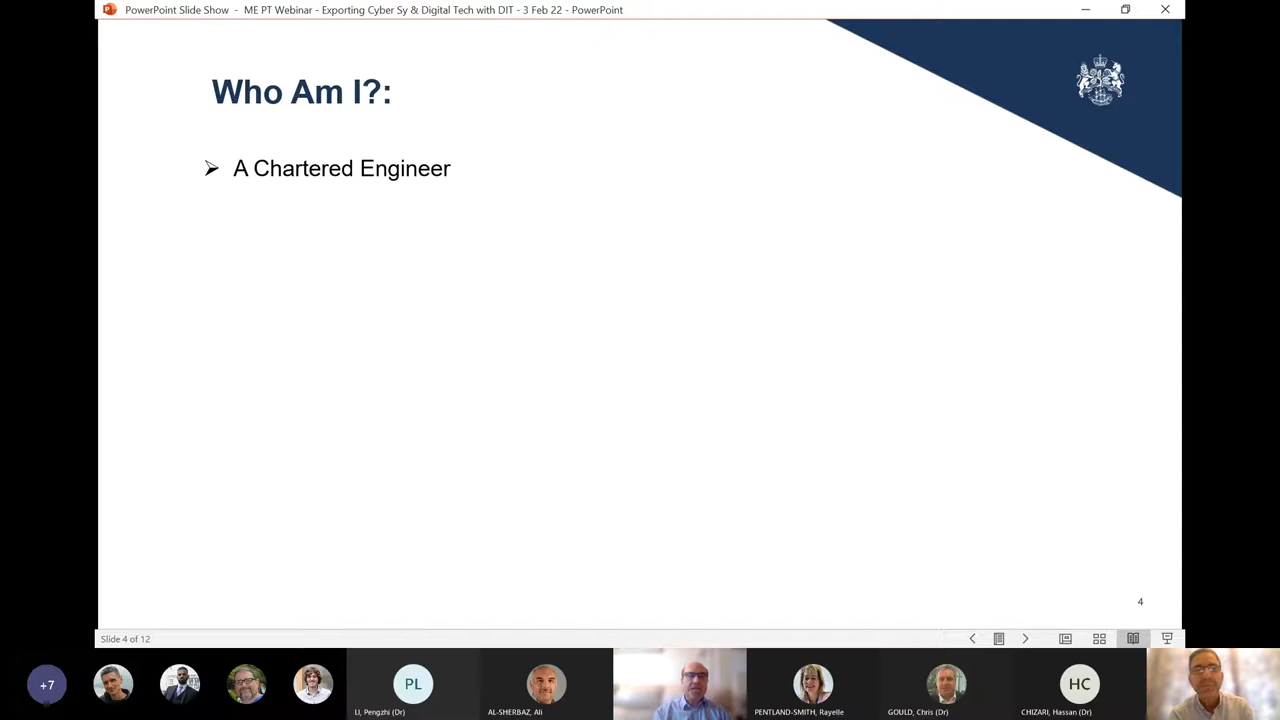 PowerPoint Slide Show - ME PT Webinar - Exporting Cyber Sy & Digital Tech with DIT - 3 Feb 22 - PowerPoint
Who Am I?:
A Chartered Engineer
4
Slide 4 of 12
+7
PL
HC
LI, Pengzhi (Dr)
AL-SHERBAZ, Ali
PENTLAND-SMITH, Rayelle
GOULD, Chris (Dr)
CHIZARI, Hassan (Dr)